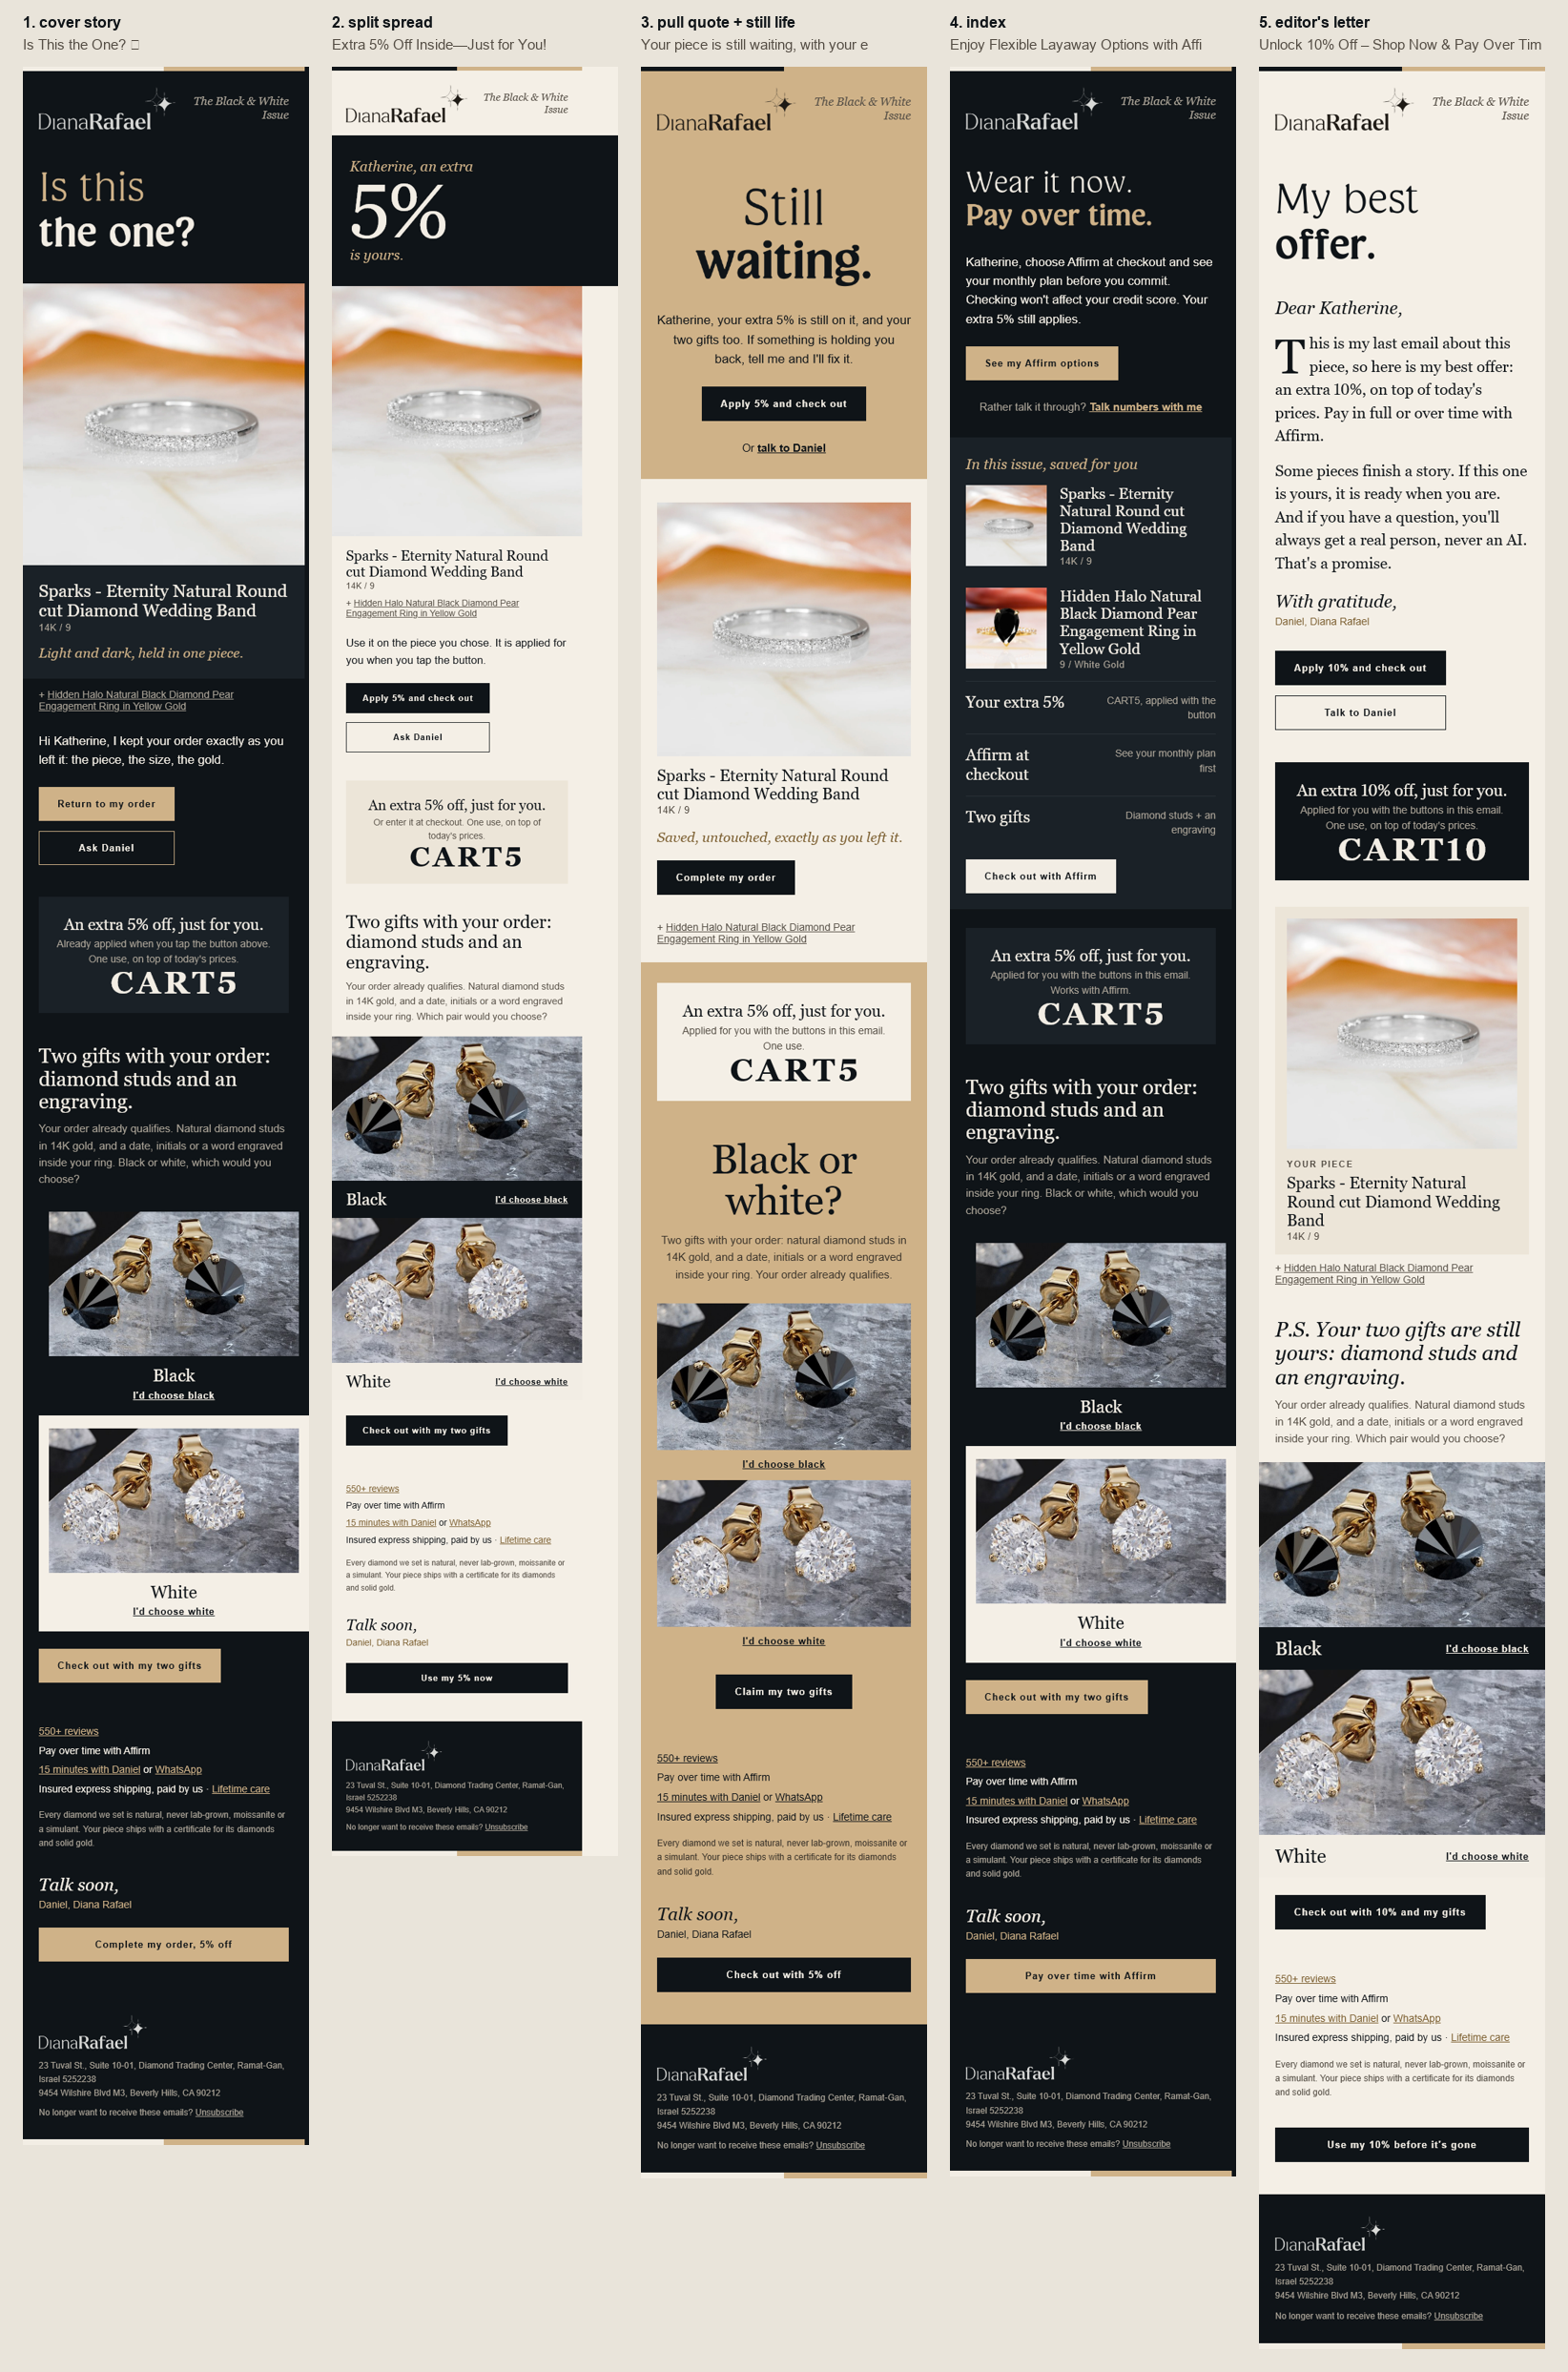 1. cover story
Is This the One?
DianaRafael
The Black & White
Issue
Is this
the one?
Sparks - Eternity Natural Round
cut Diamond Wedding Band
14K / 9
Light and dark, held in one piece.
+ Hidden Halo Natural Black Diamond Pear
Engagement Ring in Yellow Gold
Hi Katherine, I kept your order exactly as you
left it: the piece, the size, the gold.
Return to my order
Ask Daniel
An extra 5% off, just for you.
Already applied when you tap the button above.
One use, on top of today's prices.
CART5
Two gifts with your order:
diamond studs and an
engraving.
Your order already qualifies. Natural diamond studs
in 14K gold, and a date, initials or a word engraved
inside your ring. Black or white, which would you
choose?
Black
I'd choose black
White
I'd choose white
Check out with my two gifts
550+ reviews
Pay over time with Affirm
15 minutes with Daniel or WhatsApp
Insured express shipping, paid by us · Lifetime care
Every diamond we set is natural, never lab-grown, moissanite or
a simulant. Your piece ships with a certificate for its diamonds
and solid gold.
Talk soon,
Daniel, Diana Rafael
Complete my order, 5% off
DianaRafael
23 Tuval St., Suite 10-01, Diamond Trading Center, Ramat-Gan,
Israel 5252238
9454 Wilshire Blvd M3, Beverly Hills, CA 90212
No longer want to receive these emails? Unsubscribe
2. split spread
Extra 5% Off Inside—Just for You!
DianaRafael
The Black & White
Issue
Katherine, an extra
5%
is yours.
Sparks - Eternity Natural Round
cut Diamond Wedding Band
14K / 9
+ Hidden Halo Natural Black Diamond Pear
Engagement Ring in Yellow Gold
Use it on the piece you chose. It is applied for
you when you tap the button.
Apply 5% and check out
Ask Daniel
An extra 5% off, just for you.
Or enter it at checkout. One use, on top of
today's prices.
CART5
Two gifts with your order:
diamond studs and an
engraving.
Your order already qualifies. Natural diamond studs
in 14K gold, and a date, initials or a word engraved
inside your ring. Which pair would you choose?
Black
I'd choose black
White
I'd choose white
Check out with my two gifts
550+ reviews
Pay over time with Affirm
15 minutes with Daniel or WhatsApp
Insured express shipping, paid by us · Lifetime care
Every diamond we set is natural, never lab-grown, moissanite or
a simulant. Your piece ships with a certificate for its diamonds
and solid gold.
Talk soon,
Daniel, Diana Rafael
Use my 5% now
DianaRafael
23 Tuval St., Suite 10-01, Diamond Trading Center, Ramat-Gan,
Israel 5252238
9454 Wilshire Blvd M3, Beverly Hills, CA 90212
No longer want to receive these emails? Unsubscribe
3. pull quote + still life
Your piece is still waiting, with your e
DianaRafael
The Black & White
Issue
Still
waiting.
Katherine, your extra 5% is still on it, and your
two gifts too. If something is holding you
back, tell me and I'll fix it.
Apply 5% and check out
Or talk to Daniel
Sparks - Eternity Natural Round
cut Diamond Wedding Band
14K / 9
Saved, untouched, exactly as you left it.
Complete my order
+ Hidden Halo Natural Black Diamond Pear
Engagement Ring in Yellow Gold
An extra 5% off, just for you.
Applied for you with the buttons in this email.
One use.
CART5
Black or
white?
Two gifts with your order: natural diamond studs in
14K gold, and a date, initials or a word engraved
inside your ring. Your order already qualifies.
I'd choose black
I'd choose white
Claim my two gifts
550+ reviews
Pay over time with Affirm
15 minutes with Daniel or WhatsApp
Insured express shipping, paid by us · Lifetime care
Every diamond we set is natural, never lab-grown, moissanite or
a simulant. Your piece ships with a certificate for its diamonds
and solid gold.
Talk soon,
Daniel, Diana Rafael
Check out with 5% off
DianaRafael
23 Tuval St., Suite 10-01, Diamond Trading Center, Ramat-Gan,
Israel 5252238
9454 Wilshire Blvd M3, Beverly Hills, CA 90212
No longer want to receive these emails? Unsubscribe
4. index
Enjoy Flexible Layaway Options with Affi
DianaRafael
The Black & White
Issue
Wear it now.
Pay over time.
Katherine, choose Affirm at checkout and see
your monthly plan before you commit.
Checking won't affect your credit score. Your
extra 5% still applies.
See my Affirm options
Rather talk it through? Talk numbers with me
In this issue, saved for you
Sparks - Eternity
Natural Round cut
Diamond Wedding
Band
14K / 9
Hidden Halo Natural
Black Diamond Pear
Engagement Ring in
Yellow Gold
9 / White Gold
Your extra 5%
CART5, applied with the
button
Affirm at
checkout
See your monthly plan
first
Two gifts
Diamond studs + an
engraving
Check out with Affirm
An extra 5% off, just for you.
Applied for you with the buttons in this email.
Works with Affirm.
CART5
Two gifts with your order:
diamond studs and an
engraving.
Your order already qualifies. Natural diamond studs
in 14K gold, and a date, initials or a word engraved
inside your ring. Black or white, which would you
choose?
Black
I'd choose black
White
I'd choose white
Check out with my two gifts
550+ reviews
Pay over time with Affirm
15 minutes with Daniel or WhatsApp
Insured express shipping, paid by us · Lifetime care
Every diamond we set is natural, never lab-grown, moissanite or
a simulant. Your piece ships with a certificate for its diamonds
and solid gold.
Talk soon,
Daniel, Diana Rafael
Pay over time with Affirm
DianaRafael
23 Tuval St., Suite 10-01, Diamond Trading Center, Ramat-Gan,
Israel 5252238
9454 Wilshire Blvd M3, Beverly Hills, CA 90212
No longer want to receive these emails? Unsubscribe
5. editor's letter
Unlock 10% Off – Shop Now & Pay Over Tim
DianaRafael
The Black & White
Issue
My best
offer.
Dear Katherine,
This is my last email about this
piece, so here is my best offer:
an extra 10%, on top of today's
prices. Pay in full or over time with
Affirm.
Some pieces finish a story. If this one
is yours, it is ready when you are.
And if you have a question, you'll
always get a real person, never an AI.
That's a promise.
With gratitude,
Daniel, Diana Rafael
Apply 10% and check out
Talk to Daniel
An extra 10% off, just for you.
Applied for you with the buttons in this email.
One use, on top of today's prices.
CART10
YOUR PIECE
Sparks - Eternity Natural
Round cut Diamond Wedding
Band
14K / 9
+ Hidden Halo Natural Black Diamond Pear
Engagement Ring in Yellow Gold
P.S. Your two gifts are still
yours: diamond studs and
an engraving.
Your order already qualifies. Natural diamond studs
in 14K gold, and a date, initials or a word engraved
inside your ring. Which pair would you choose?
Black
I'd choose black
White
I'd choose white
Check out with 10% and my gifts
550+ reviews
Pay over time with Affirm
15 minutes with Daniel or WhatsApp
Insured express shipping, paid by us · Lifetime care
Every diamond we set is natural, never lab-grown, moissanite or
a simulant. Your piece ships with a certificate for its diamonds
and solid gold.
Use my 10% before it's gone
DianaRafael
23 Tuval St., Suite 10-01, Diamond Trading Center, Ramat-Gan,
Israel 5252238
9454 Wilshire Blvd M3, Beverly Hills, CA 90212
No longer want to receive these emails? Unsubscribe